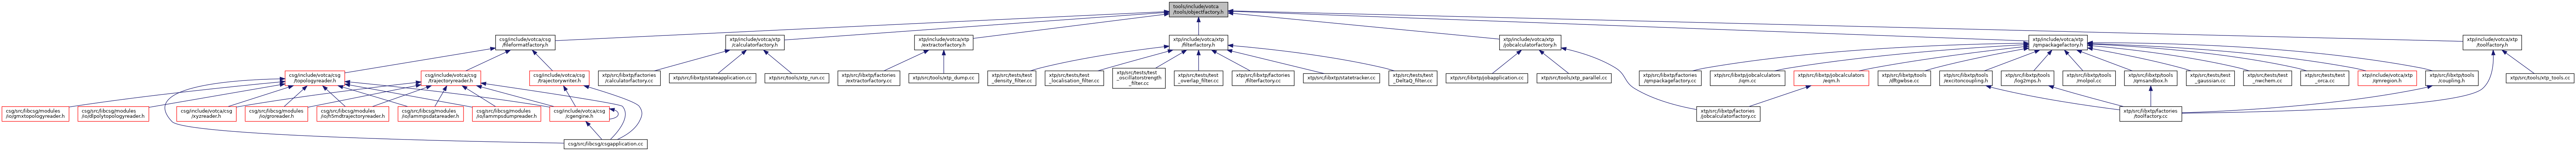 tools/include/votca
/tools/objectfactory.h
csg/include/votca/csg
/fileformatfactory.h
xtp/include/votca/xtp
/calculatorfactory.h
xtp/include/votca/xtp
/extractorfactory.h
xtp/include/votca/xtp
/filterfactory.h
xtp/include/votca/xtp
/jobcalculatorfactory.h
xtp/include/votca/xtp
/qmpackagefactory.h
xtp/include/votca/xtp
/toolfactory.h
csg/include/votca/csg
/topologyreader.h
csg/include/votca/csg
/trajectoryreader.h
csg/include/votca/csg
/trajectorywriter.h
xtp/src/libxtp/factories
/calculatorfactory.cc
xtp/src/libxtp/stateapplication.cc
xtp/src/tools/xtp_run.cc
xtp/src/libxtp/factories
/extractorfactory.cc
xtp/src/tools/xtp_dump.cc
xtp/src/tests/test
_density_filter.cc
xtp/src/tests/test
_localisation_filter.cc
xtp/src/tests/test
_oscillatorstrength
_filter.cc
xtp/src/tests/test
_overlap_filter.cc
xtp/src/libxtp/factories
/filterfactory.cc
xtp/src/libxtp/statetracker.cc
xtp/src/tests/test
_DeltaQ_filter.cc
xtp/src/libxtp/jobapplication.cc
xtp/src/tools/xtp_parallel.cc
xtp/src/libxtp/factories
/qmpackagefactory.cc
xtp/src/libxtp/jobcalculators
/iqm.cc
xtp/src/libxtp/jobcalculators
/eqm.h
xtp/src/libxtp/tools
/dftgwbse.cc
xtp/src/libxtp/tools
/excitoncoupling.h
xtp/src/libxtp/tools
/log2mps.h
xtp/src/libxtp/tools
/molpol.cc
xtp/src/libxtp/tools
/qmsandbox.h
xtp/src/tests/test
_gaussian.cc
xtp/src/tests/test
_nwchem.cc
xtp/src/tests/test
_orca.cc
xtp/include/votca/xtp
/qmregion.h
xtp/src/libxtp/tools
/coupling.h
xtp/src/tools/xtp_tools.cc
csg/src/libcsg/modules
/io/gmxtopologyreader.h
csg/src/libcsg/modules
/io/dlpolytopologyreader.h
csg/include/votca/csg
/xyzreader.h
csg/src/libcsg/modules
/io/groreader.h
csg/src/libcsg/modules
/io/h5mdtrajectoryreader.h
csg/src/libcsg/modules
/io/lammpsdatareader.h
csg/src/libcsg/modules
/io/lammpsdumpreader.h
csg/include/votca/csg
/cgengine.h
xtp/src/libxtp/factories
/jobcalculatorfactory.cc
xtp/src/libxtp/factories
/toolfactory.cc
csg/src/libcsg/csgapplication.cc